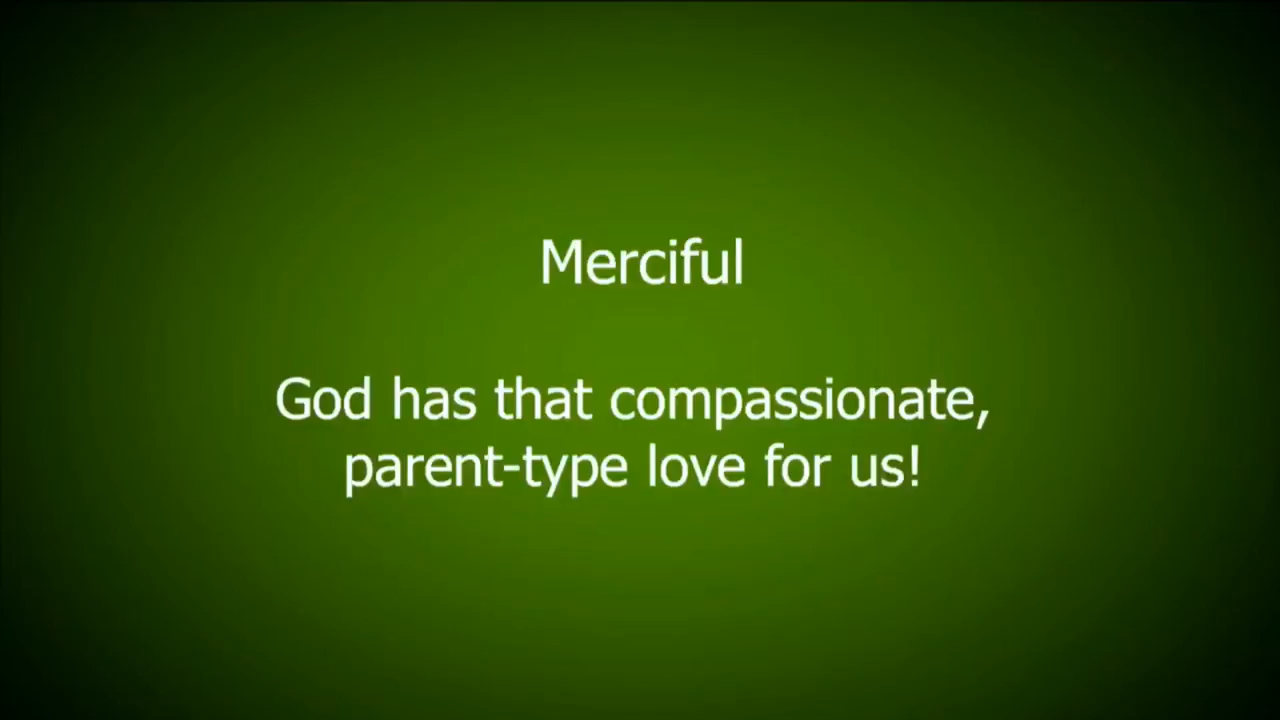 Merciful
God has that compassionate,
parent-type love for us!